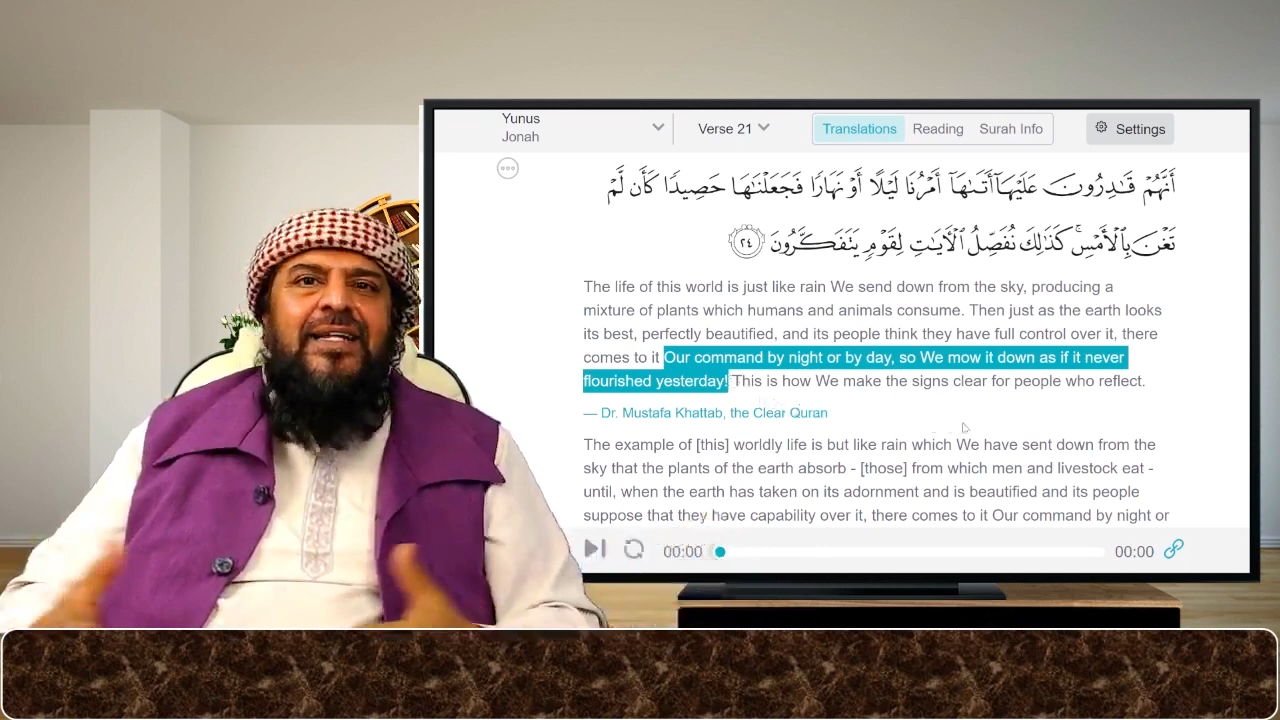 Yunus
Jonah
Verse 21
Translations
Reading
Surah Info
Settings
أَنَّهُمْ قَـٰدِرُونَ عَلَيْهَآ أَتَىٰهَآ أَمْرُنَا لَيْلًا أَوْ نَهَارًا فَجَعَلْنَـٰهَا حَصِيدًا كَأَن لَّمْ
تَغْنَ بِٱلْأَمْسِ ۚ كَذَٰلِكَ نُفَصِّلُ ٱلْـَٔايَـٰتِ لِقَوْمٍ يَتَفَكَّرُونَ ٢٤
The life of this world is just like rain We send down from the sky, producing a
mixture of plants which humans and animals consume. Then just as the earth looks
its best, perfectly beautified, and its people think they have full control over it, there
comes to it Our command by night or by day, so We mow it down as if it never
flourished yesterday! This is how We make the signs clear for people who reflect.
— Dr. Mustafa Khattab, the Clear Quran
The example of [this] worldly life is but like rain which We have sent down from the
sky that the plants of the earth absorb - [those] from which men and livestock eat -
until, when the earth has taken on its adornment and is beautified and its people
suppose that they have capability over it, there comes to it Our command by night or
00:00
00:00